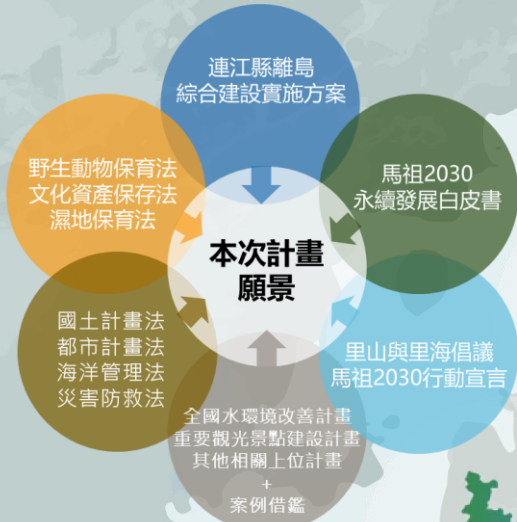 連江縣離島
綜合建設實施方案
野生動物保育法
文化資產保存法
濕地保育法
馬祖2030
永續發展白皮書
本次計畫
願景
國土計畫法
都市計畫法
海洋管理法
災害防救法
里山與里海倡議
馬祖2030行動宣言
全國水環境改善計畫
重要觀光景點建設計畫
其他相關上位計畫
+
案例借鑑